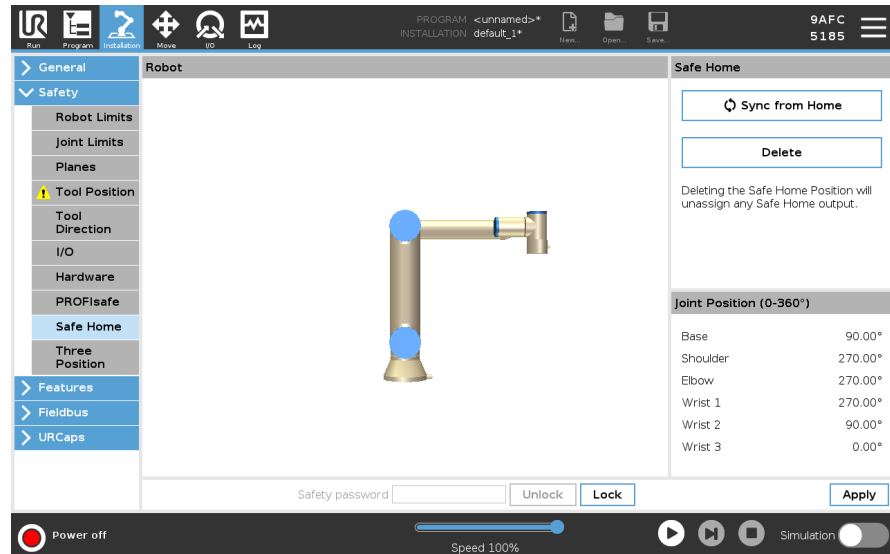 UR
PROGRAM <unnamed>*
INSTALLATION default_1*
9AFC
5185
Run
Program
Installation
Move
I/O
Log
New...
Open...
Save...
General
Safety
Robot Limits
Joint Limits
Planes
Tool Position
Tool
Direction
I/O
Hardware
PROFIsafe
Safe Home
Three
Position
Features
Fieldbus
URCaps
Robot
Safe Home
Sync from Home
Delete
Deleting the Safe Home Position will
unassign any Safe Home output.
Joint Position (0-360°)
Base 90.00°
Shoulder 270.00°
Elbow 270.00°
Wrist 1 270.00°
Wrist 2 90.00°
Wrist 3 0.00°
Safety password Unlock Lock Apply
Power off
Speed 100%
Simulation